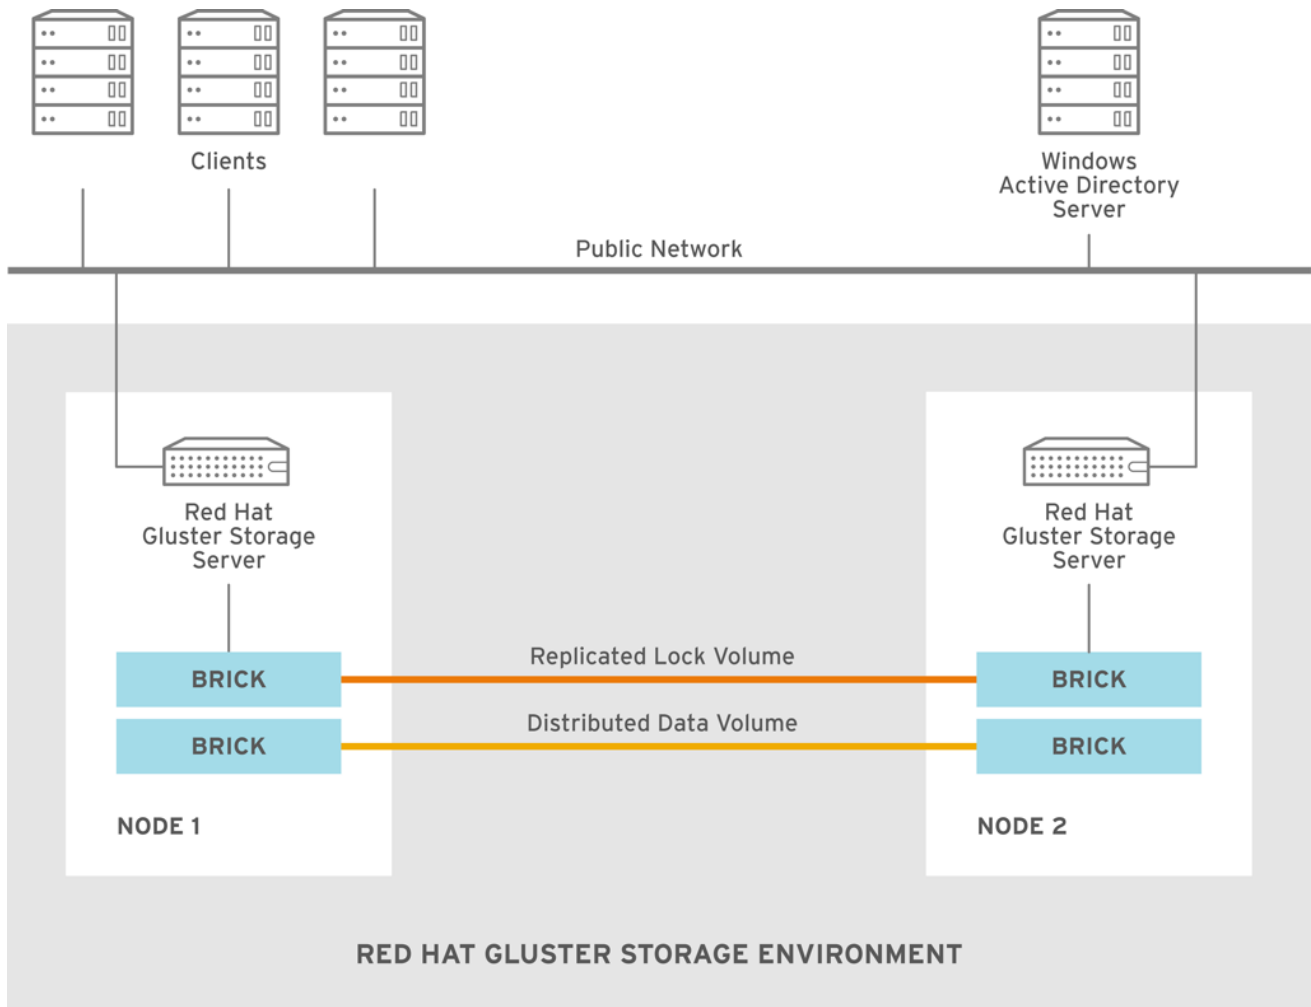 Clients
Windows
Active Directory
Server
Public Network
Red Hat
Gluster Storage
Server
Red Hat
Gluster Storage
Server
Replicated Lock Volume
BRICK
BRICK
Distributed Data Volume
BRICK
BRICK
NODE 1
NODE 2
RED HAT GLUSTER STORAGE ENVIRONMENT